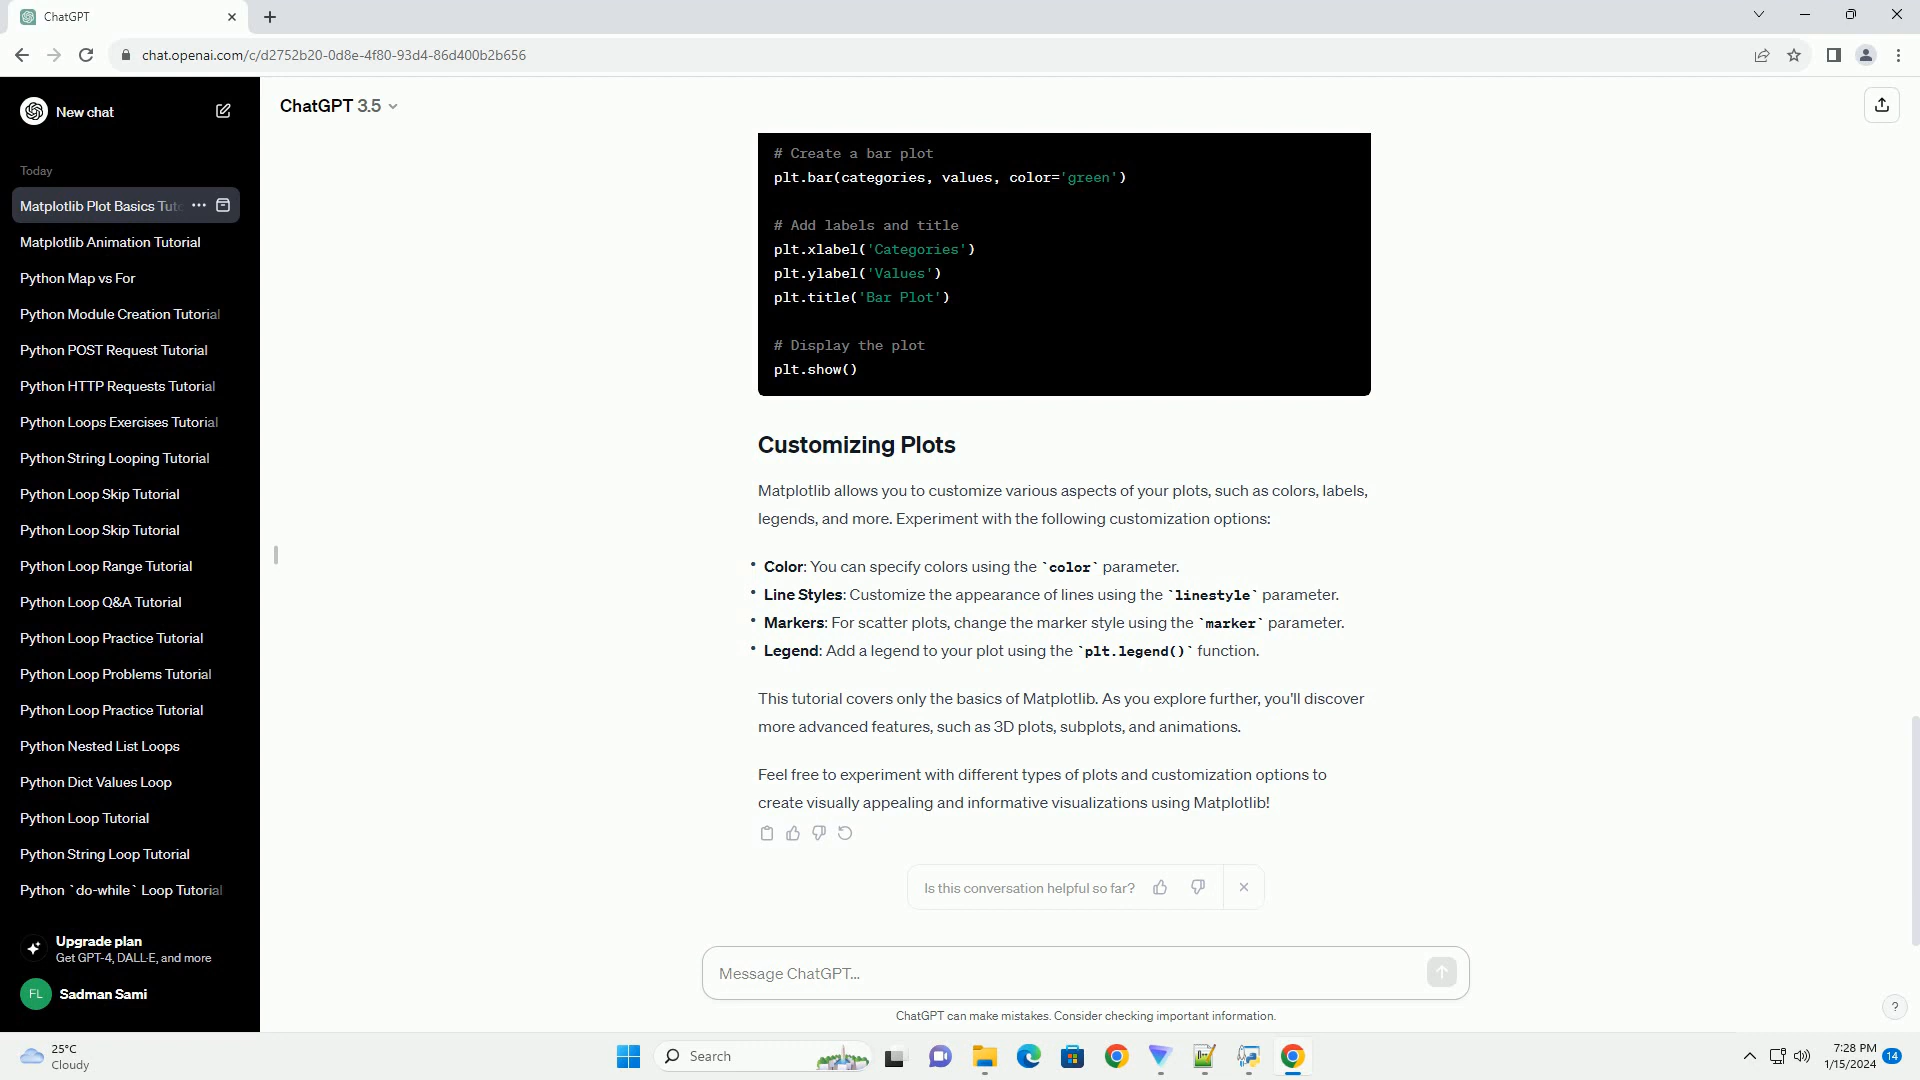 ChatGPT
chat.openai.com/c/d2752b20-0d8e-4f80-93d4-86d400b2b656
New chat
Today
Matplotlib Plot Basics Tuto
Matplotlib Animation Tutorial
Python Map vs For
Python Module Creation Tutorial
Python POST Request Tutorial
Python HTTP Requests Tutorial
Python Loops Exercises Tutorial
Python String Looping Tutorial
Python Loop Skip Tutorial
Python Loop Skip Tutorial
Python Loop Range Tutorial
Python Loop Q&A Tutorial
Python Loop Practice Tutorial
Python Loop Problems Tutorial
Python Loop Practice Tutorial
Python Nested List Loops
Python Dict Values Loop
Python Loop Tutorial
Python String Loop Tutorial
Python `do-while` Loop Tutorial
Upgrade plan
Get GPT-4, DALL·E, and more
FL Sadman Sami
ChatGPT 3.5
# Create a bar plot
plt.bar(categories, values, color='green')
# Add labels and title
plt.xlabel('Categories')
plt.ylabel('Values')
plt.title('Bar Plot')
# Display the plot
plt.show()
Customizing Plots
Matplotlib allows you to customize various aspects of your plots, such as colors, labels,
legends, and more. Experiment with the following customization options:
• Color: You can specify colors using the `color` parameter.
• Line Styles: Customize the appearance of lines using the `linestyle` parameter.
• Markers: For scatter plots, change the marker style using the `marker` parameter.
• Legend: Add a legend to your plot using the `plt.legend()` function.
This tutorial covers only the basics of Matplotlib. As you explore further, you'll discover
more advanced features, such as 3D plots, subplots, and animations.
Feel free to experiment with different types of plots and customization options to
create visually appealing and informative visualizations using Matplotlib!
Is this conversation helpful so far?
Message ChatGPT...
ChatGPT can make mistakes. Consider checking important information.
?
25°C
Cloudy
Search
7:28 PM
1/15/2024
14